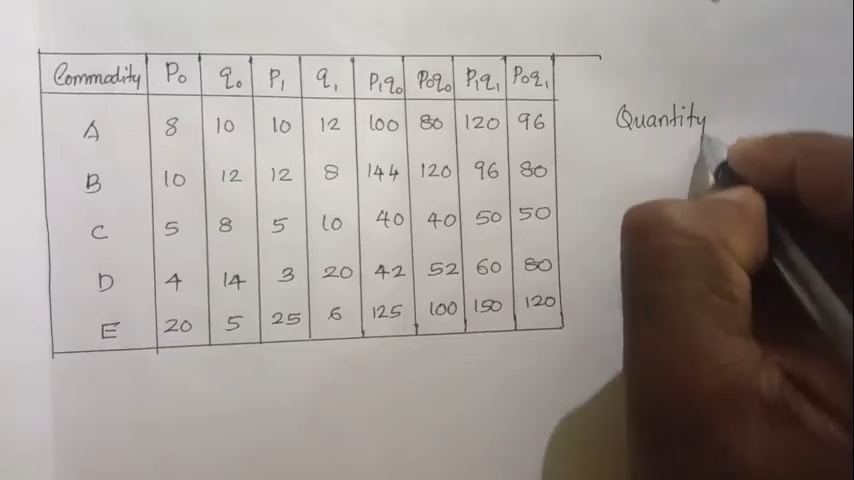 Commodity P₀ q₀ P₁ q₁ P₁q₀ P₀q₀ P₁q₁ P₀q₁
A 8 10 10 12 100 80 120 96
Quantity
B 10 12 12 8 144 120 96 80
C 5 8 5 10 40 40 50 50
D 4 14 3 20 42 52 60 80
E 20 5 25 6 125 100 150 120